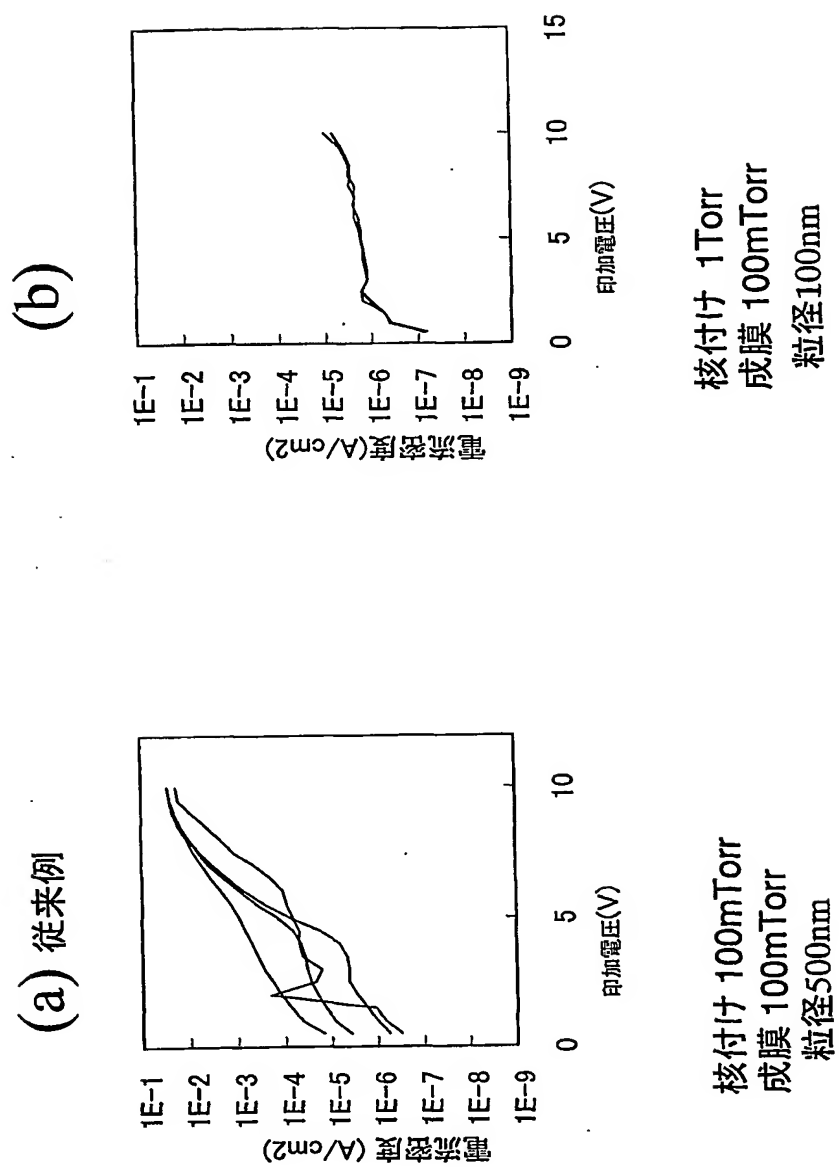 (a) 従来例
1E-1
1E-2
1E-3
1E-4
1E-5
1E-6
1E-7
1E-8
1E-9
電流密度 (A/cm2)
0
5
10
印加電圧(V)
核付け 100mTorr
成膜 100mTorr
粒径500nm
(b)
1E-1
1E-2
1E-3
1E-4
1E-5
1E-6
1E-7
1E-8
1E-9
電流密度(A/cm2)
0
5
10
15
印加電圧(V)
核付け 1Torr
成膜 100mTorr
粒径100nm